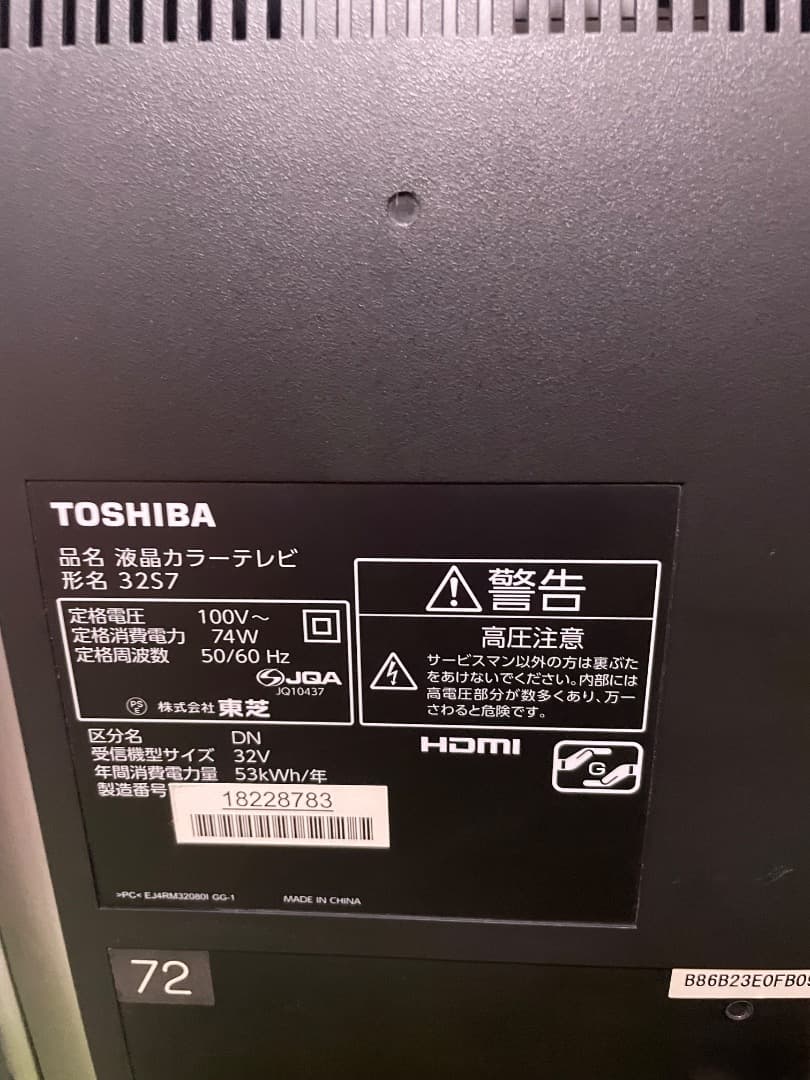 TOSHIBA
品名 液晶カラーテレビ
形名 32S7
定格電圧 100V～
定格消費電力 74W
定格周波数 50/60 Hz
JQA
JQ10437
PS E 株式会社 東芝
警告
高圧注意
サービスマン以外の方は裏ぶた
をあけないでください。内部には
高電圧部分が数多くあり、万一
さわると危険です。
区分名 DN
受信機型サイズ 32V
年間消費電力量 53kWh/年
製造番号 18228783
HDMI
G
>PC< EJ4RM32080I GG-1
MADE IN CHINA
72
B86B23E0FB09